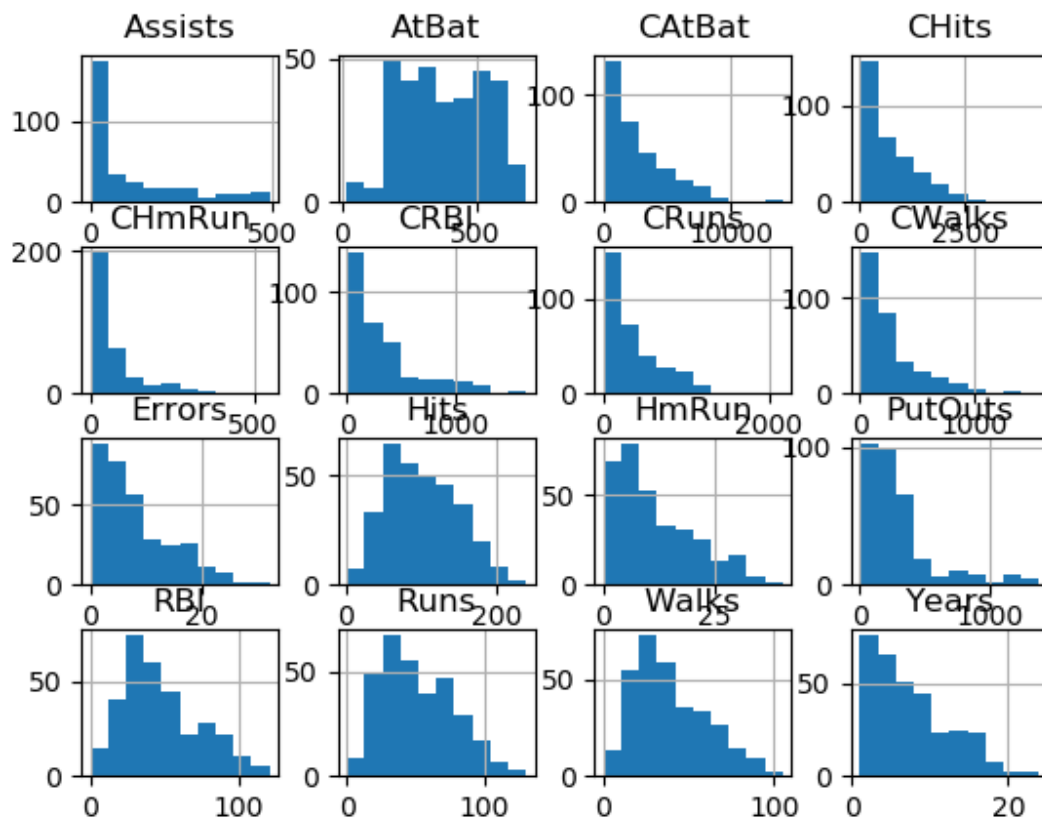 Assists AtBat CAtBat CHits
50
100 100 100
0 0 0 0
CHmRun CRBI CRuns CWalks
0 500 0 500 0 10000 0 2500
200
100 100 100
0 0 0 0
Errors Hits HmRun PutOuts
0 500 0 1000 0 2000 0 1000
100
50 50 50
0 0 0 0
RBI Runs Walks Years
0 20 0 200 0 25 0 1000
50 50 50 50
0 0 0 0
0 100 0 100 0 100 0 20